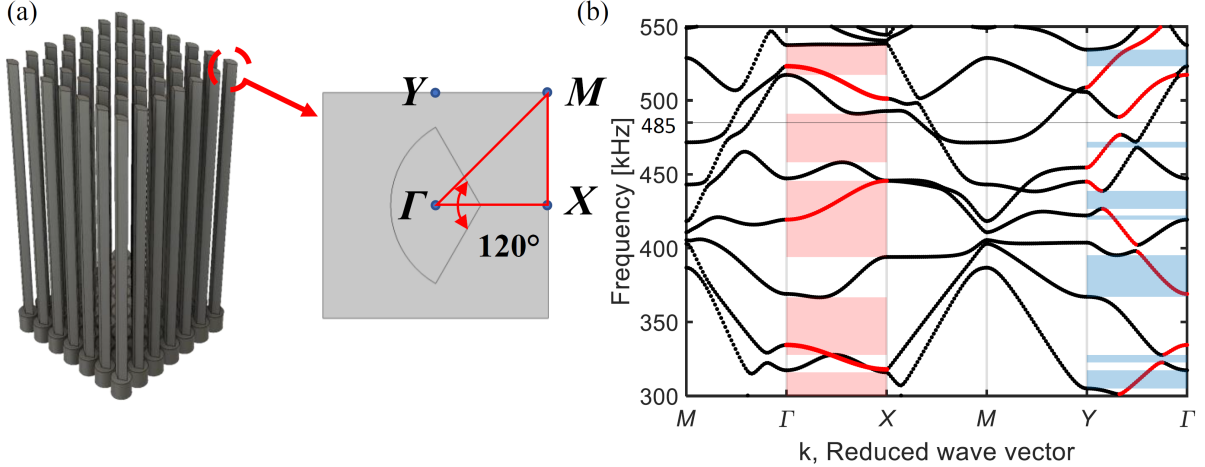 (a)
Y
M
Γ
X
120°
(b)
550
500
485
450
400
350
300
Frequency [kHz]
M Γ X M Y Γ
k, Reduced wave vector